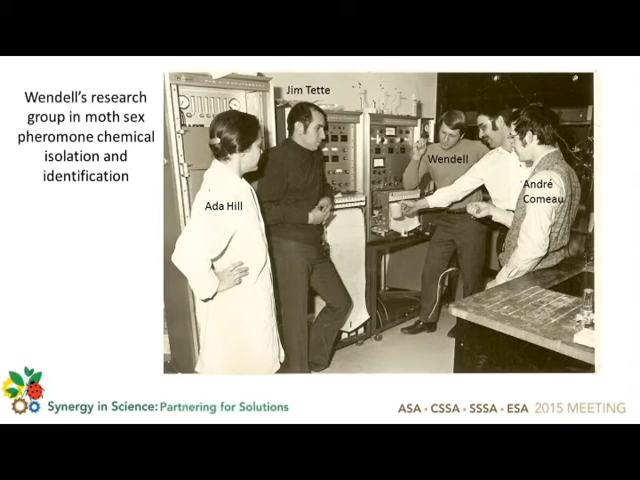 Wendell's research
group in moth sex
pheromone chemical
isolation and
identification
Jim Tette
Wendell
Ada Hill
André
Comeau
Synergy in Science: Partnering for Solutions
ASA • CSSA • SSSA • ESA 2015 MEETING